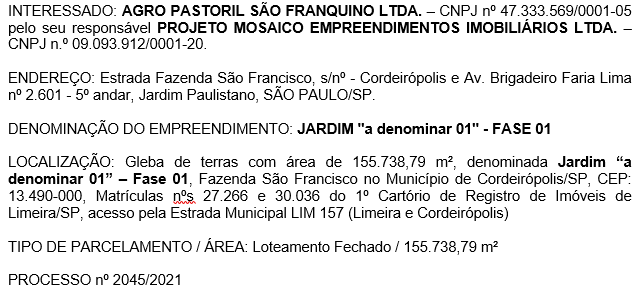 INTERESSADO: AGRO PASTORIL SÃO FRANQUINO LTDA. – CNPJ nº 47.333.569/0001-05
pelo seu responsável PROJETO MOSAICO EMPREENDIMENTOS IMOBILIÁRIOS LTDA. –
CNPJ n.º 09.093.912/0001-20.
ENDEREÇO: Estrada Fazenda São Francisco, s/nº - Cordeirópolis e Av. Brigadeiro Faria Lima
nº 2.601 - 5º andar, Jardim Paulistano, SÃO PAULO/SP.
DENOMINAÇÃO DO EMPREENDIMENTO: JARDIM "a denominar 01" - FASE 01
LOCALIZAÇÃO: Gleba de terras com área de 155.738,79 m², denominada Jardim “a
denominar 01” – Fase 01, Fazenda São Francisco no Município de Cordeirópolis/SP, CEP:
13.490-000, Matrículas nºs 27.266 e 30.036 do 1º Cartório de Registro de Imóveis de
Limeira/SP, acesso pela Estrada Municipal LIM 157 (Limeira e Cordeirópolis)
TIPO DE PARCELAMENTO / ÁREA: Loteamento Fechado / 155.738,79 m²
PROCESSO nº 2045/2021